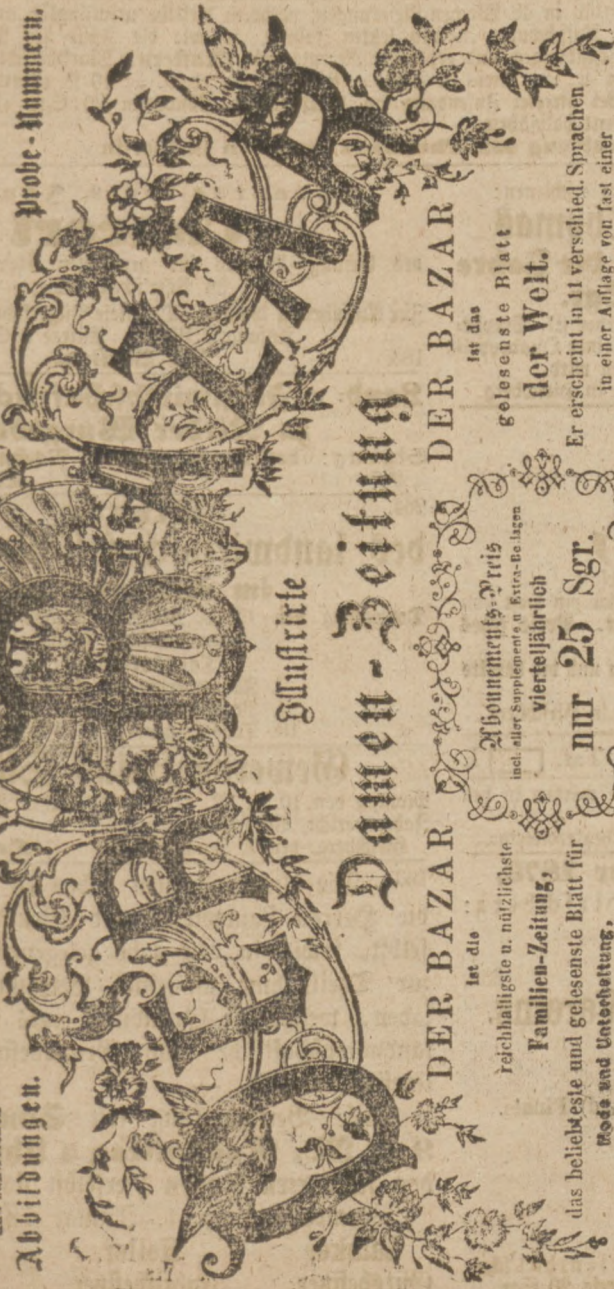 Abbildungen.
Probe-Nummern.
DER BAZAR
Illustrirte
Damen-Zeitung
DER BAZAR
ist die
reichhaltigste u. nützlichste
Familien-Zeitung,
das beliebteste und gelesenste Blatt für
Mode und Unterhaltung.
Abonnements-Preis
incl. aller Supplemente u. Extra-Beilagen
vierteljährlich
nur 25 Sgr.
DER BAZAR
ist das
gelesenste Blatt
der Welt.
Er erscheint in 11 verschied. Sprachen
in einer Auflage von fast einer